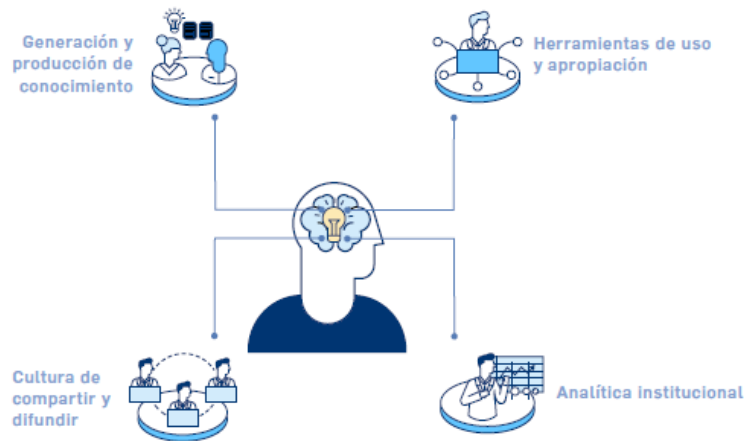 Generación y
producción de
conocimiento
Herramientas de uso
y apropiación
Cultura de
compartir y
difundir
Analítica institucional